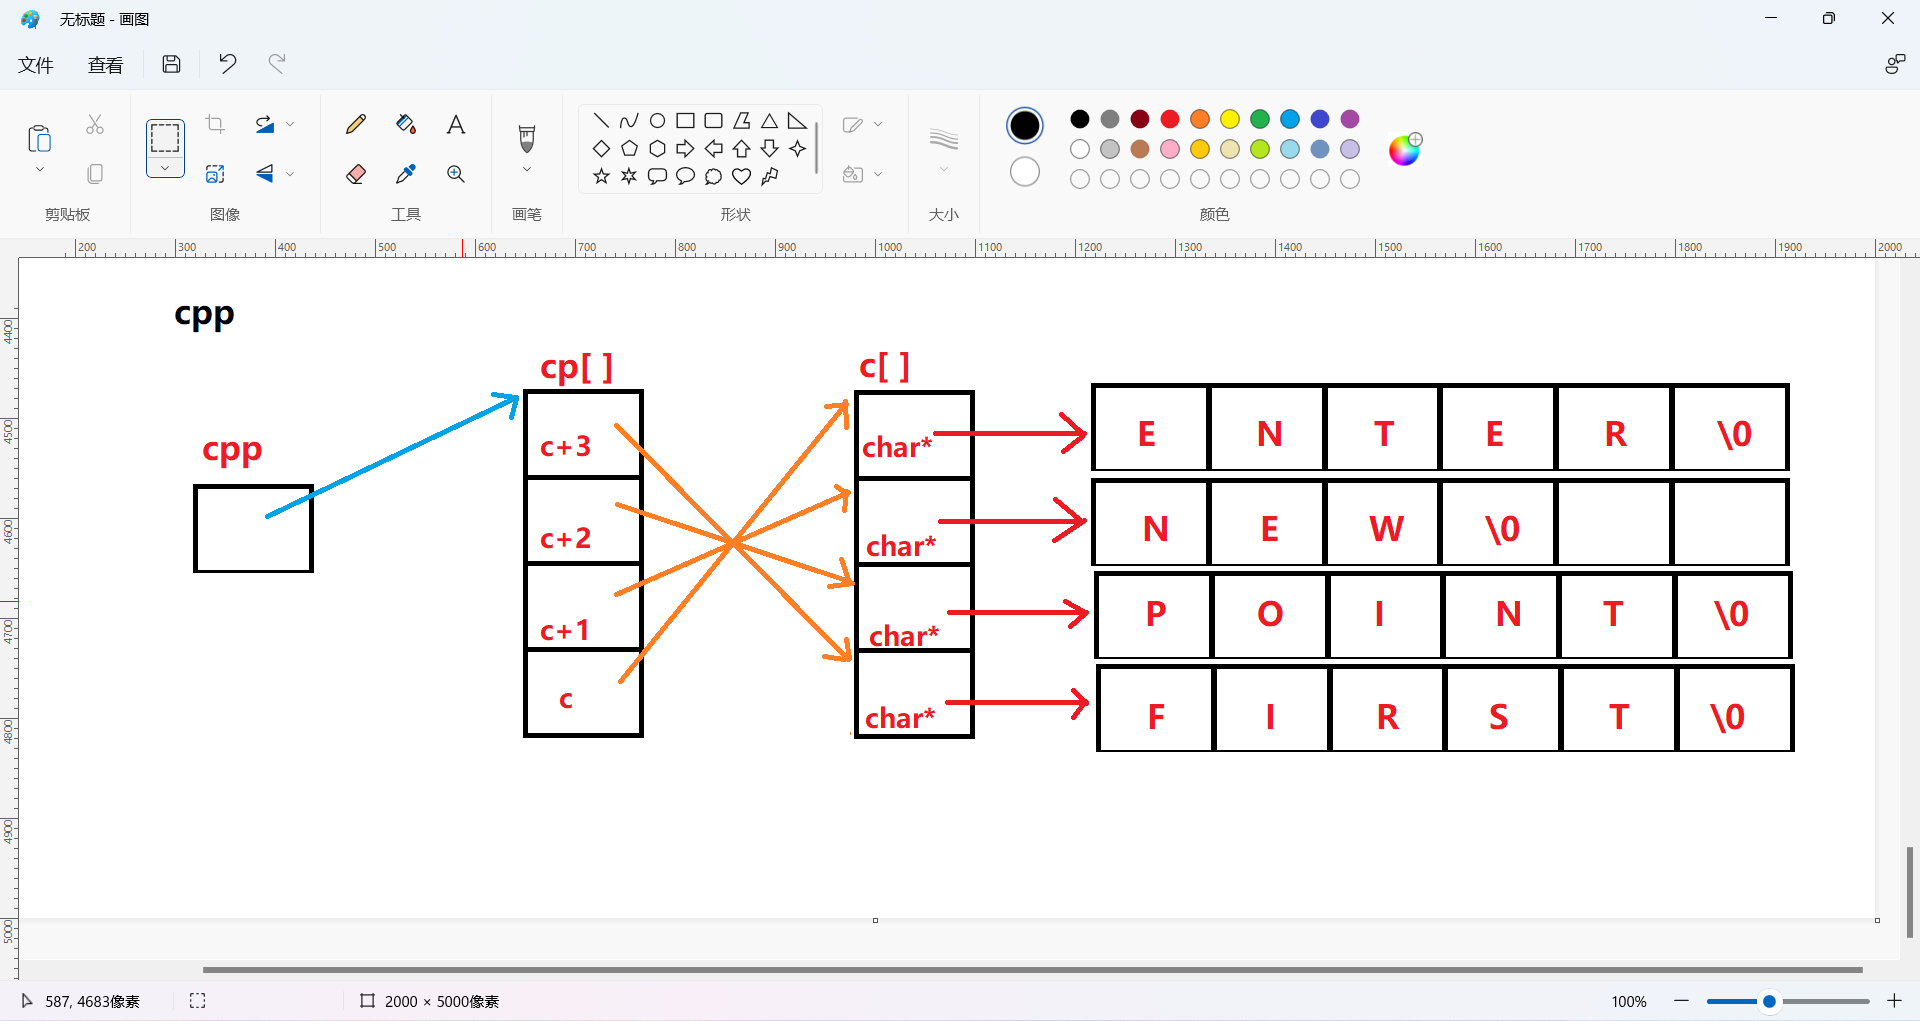 无标题 - 画图
文件 查看
剪贴板 图像 工具 画笔 形状 大小 颜色
200 300 400 500 600 700 800 900 1000 1100 1200 1300 1400 1500 1600 1700 1800 1900 2000
4400
4500
4600
4700
4800
4900
5000
cpp
cp[ ] c[ ]
cpp
c+3 char* E N T E R \0
c+2 char* N E W \0
c+1 char* P O I N T \0
c char* F I R S T \0
587, 4683像素 2000 × 5000像素 100%